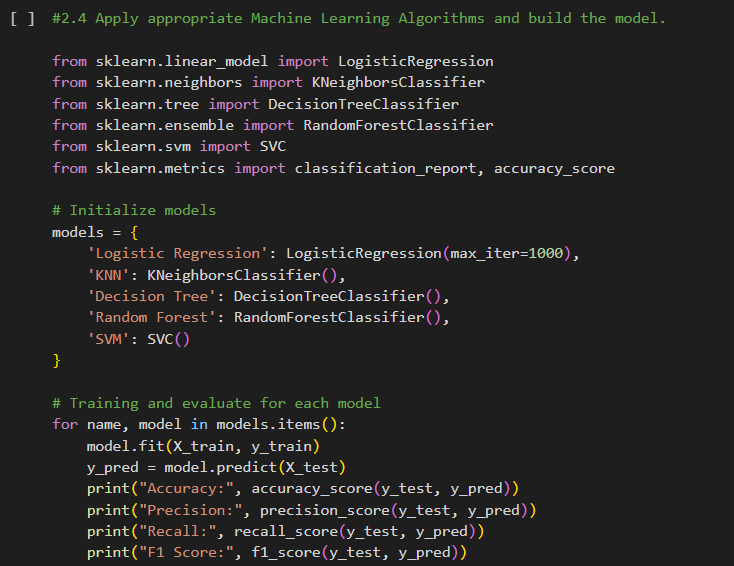 [ ] #2.4 Apply appropriate Machine Learning Algorithms and build the model.
from sklearn.linear_model import LogisticRegression
from sklearn.neighbors import KNeighborsClassifier
from sklearn.tree import DecisionTreeClassifier
from sklearn.ensemble import RandomForestClassifier
from sklearn.svm import SVC
from sklearn.metrics import classification_report, accuracy_score
# Initialize models
models = {
    'Logistic Regression': LogisticRegression(max_iter=1000),
    'KNN': KNeighborsClassifier(),
    'Decision Tree': DecisionTreeClassifier(),
    'Random Forest': RandomForestClassifier(),
    'SVM': SVC()
}
# Training and evaluate for each model
for name, model in models.items():
    model.fit(X_train, y_train)
    y_pred = model.predict(X_test)
    print("Accuracy:", accuracy_score(y_test, y_pred))
    print("Precision:", precision_score(y_test, y_pred))
    print("Recall:", recall_score(y_test, y_pred))
    print("F1 Score:", f1_score(y_test, y_pred))